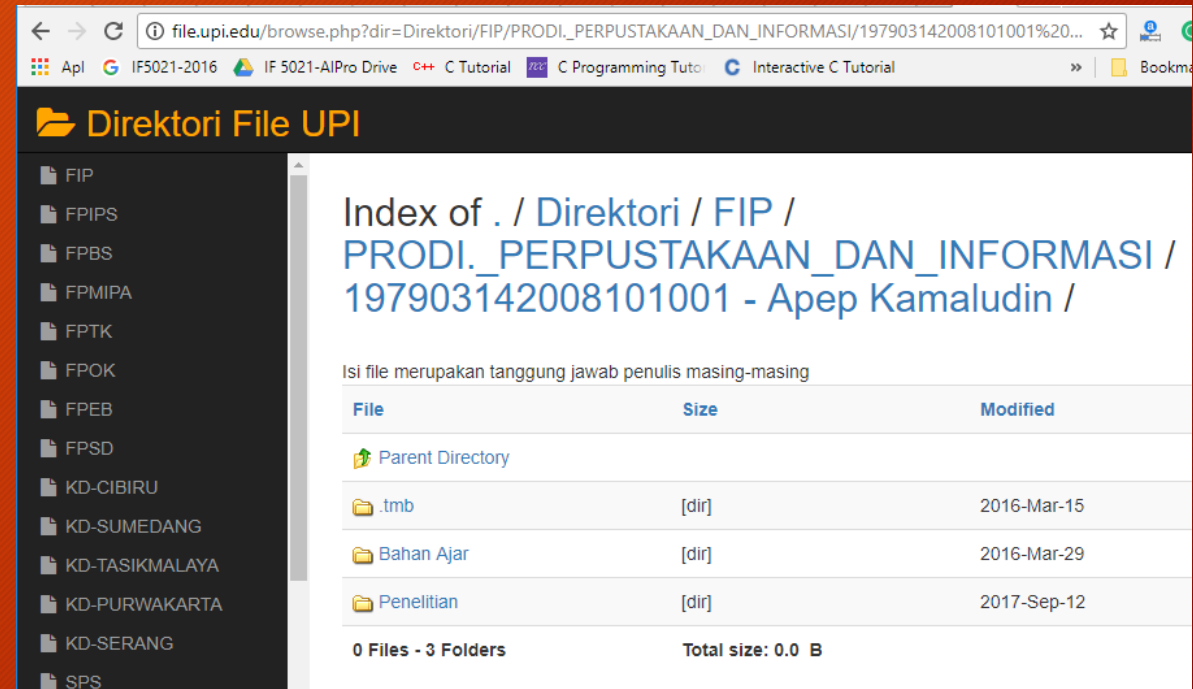 file.upi.edu/browse.php?dir=Direktori/FIP/PRODI._PERPUSTAKAAN_DAN_INFORMASI/197903142008101001%20...
Apl IF5021-2016 IF 5021-AlPro Drive C++ C Tutorial C Programming Tuto Interactive C Tutorial » Bookma
Direktori File UPI
FIP
FPIPS
FPBS
FPMIPA
FPTK
FPOK
FPEB
FPSD
KD-CIBIRU
KD-SUMEDANG
KD-TASIKMALAYA
KD-PURWAKARTA
KD-SERANG
SPS
Index of . / Direktori / FIP /
PRODI._PERPUSTAKAAN_DAN_INFORMASI /
197903142008101001 - Apep Kamaludin /
Isi file merupakan tanggung jawab penulis masing-masing
File Size Modified
Parent Directory
.tmb [dir] 2016-Mar-15
Bahan Ajar [dir] 2016-Mar-29
Penelitian [dir] 2017-Sep-12
0 Files - 3 Folders Total size: 0.0 B